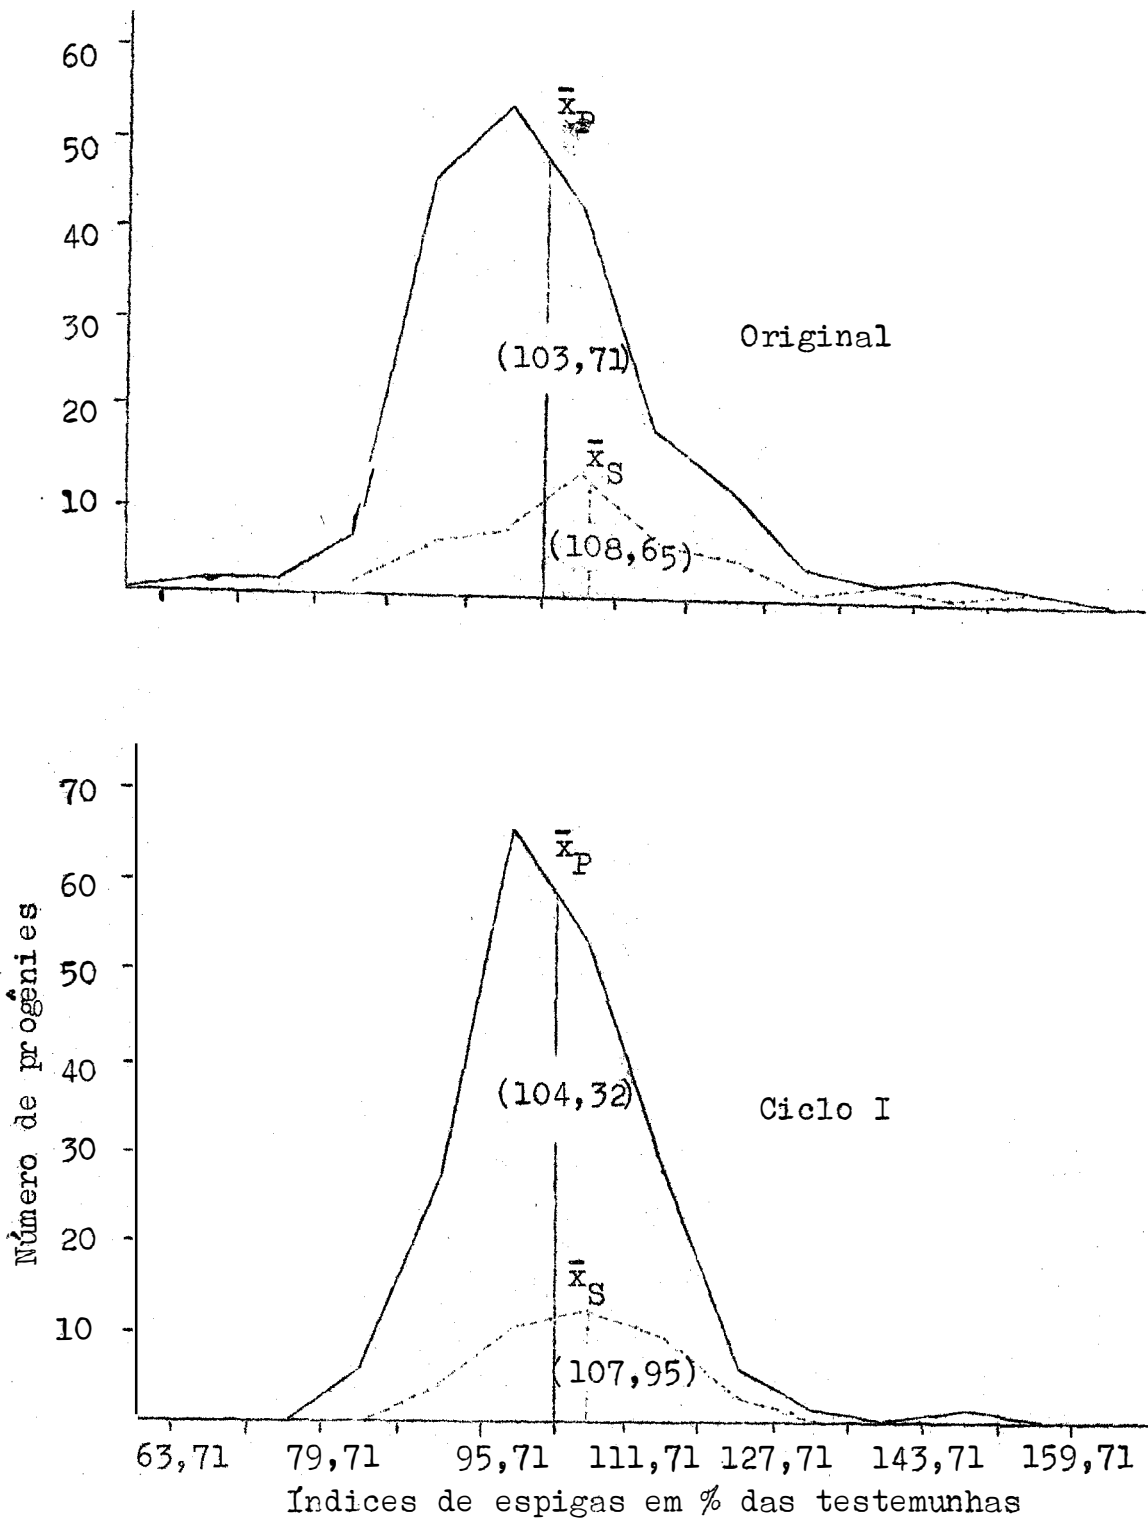 60
x̄P
50
40
30
Original
(103,71)
20
x̄S
10
(108,65)
70
x̄P
60
50
40
(104,32)
Ciclo I
30
20
x̄S
10
(107,95)
Número de progênies
63,71 79,71 95,71 111,71 127,71 143,71 159,71
Índices de espigas em % das testemunhas